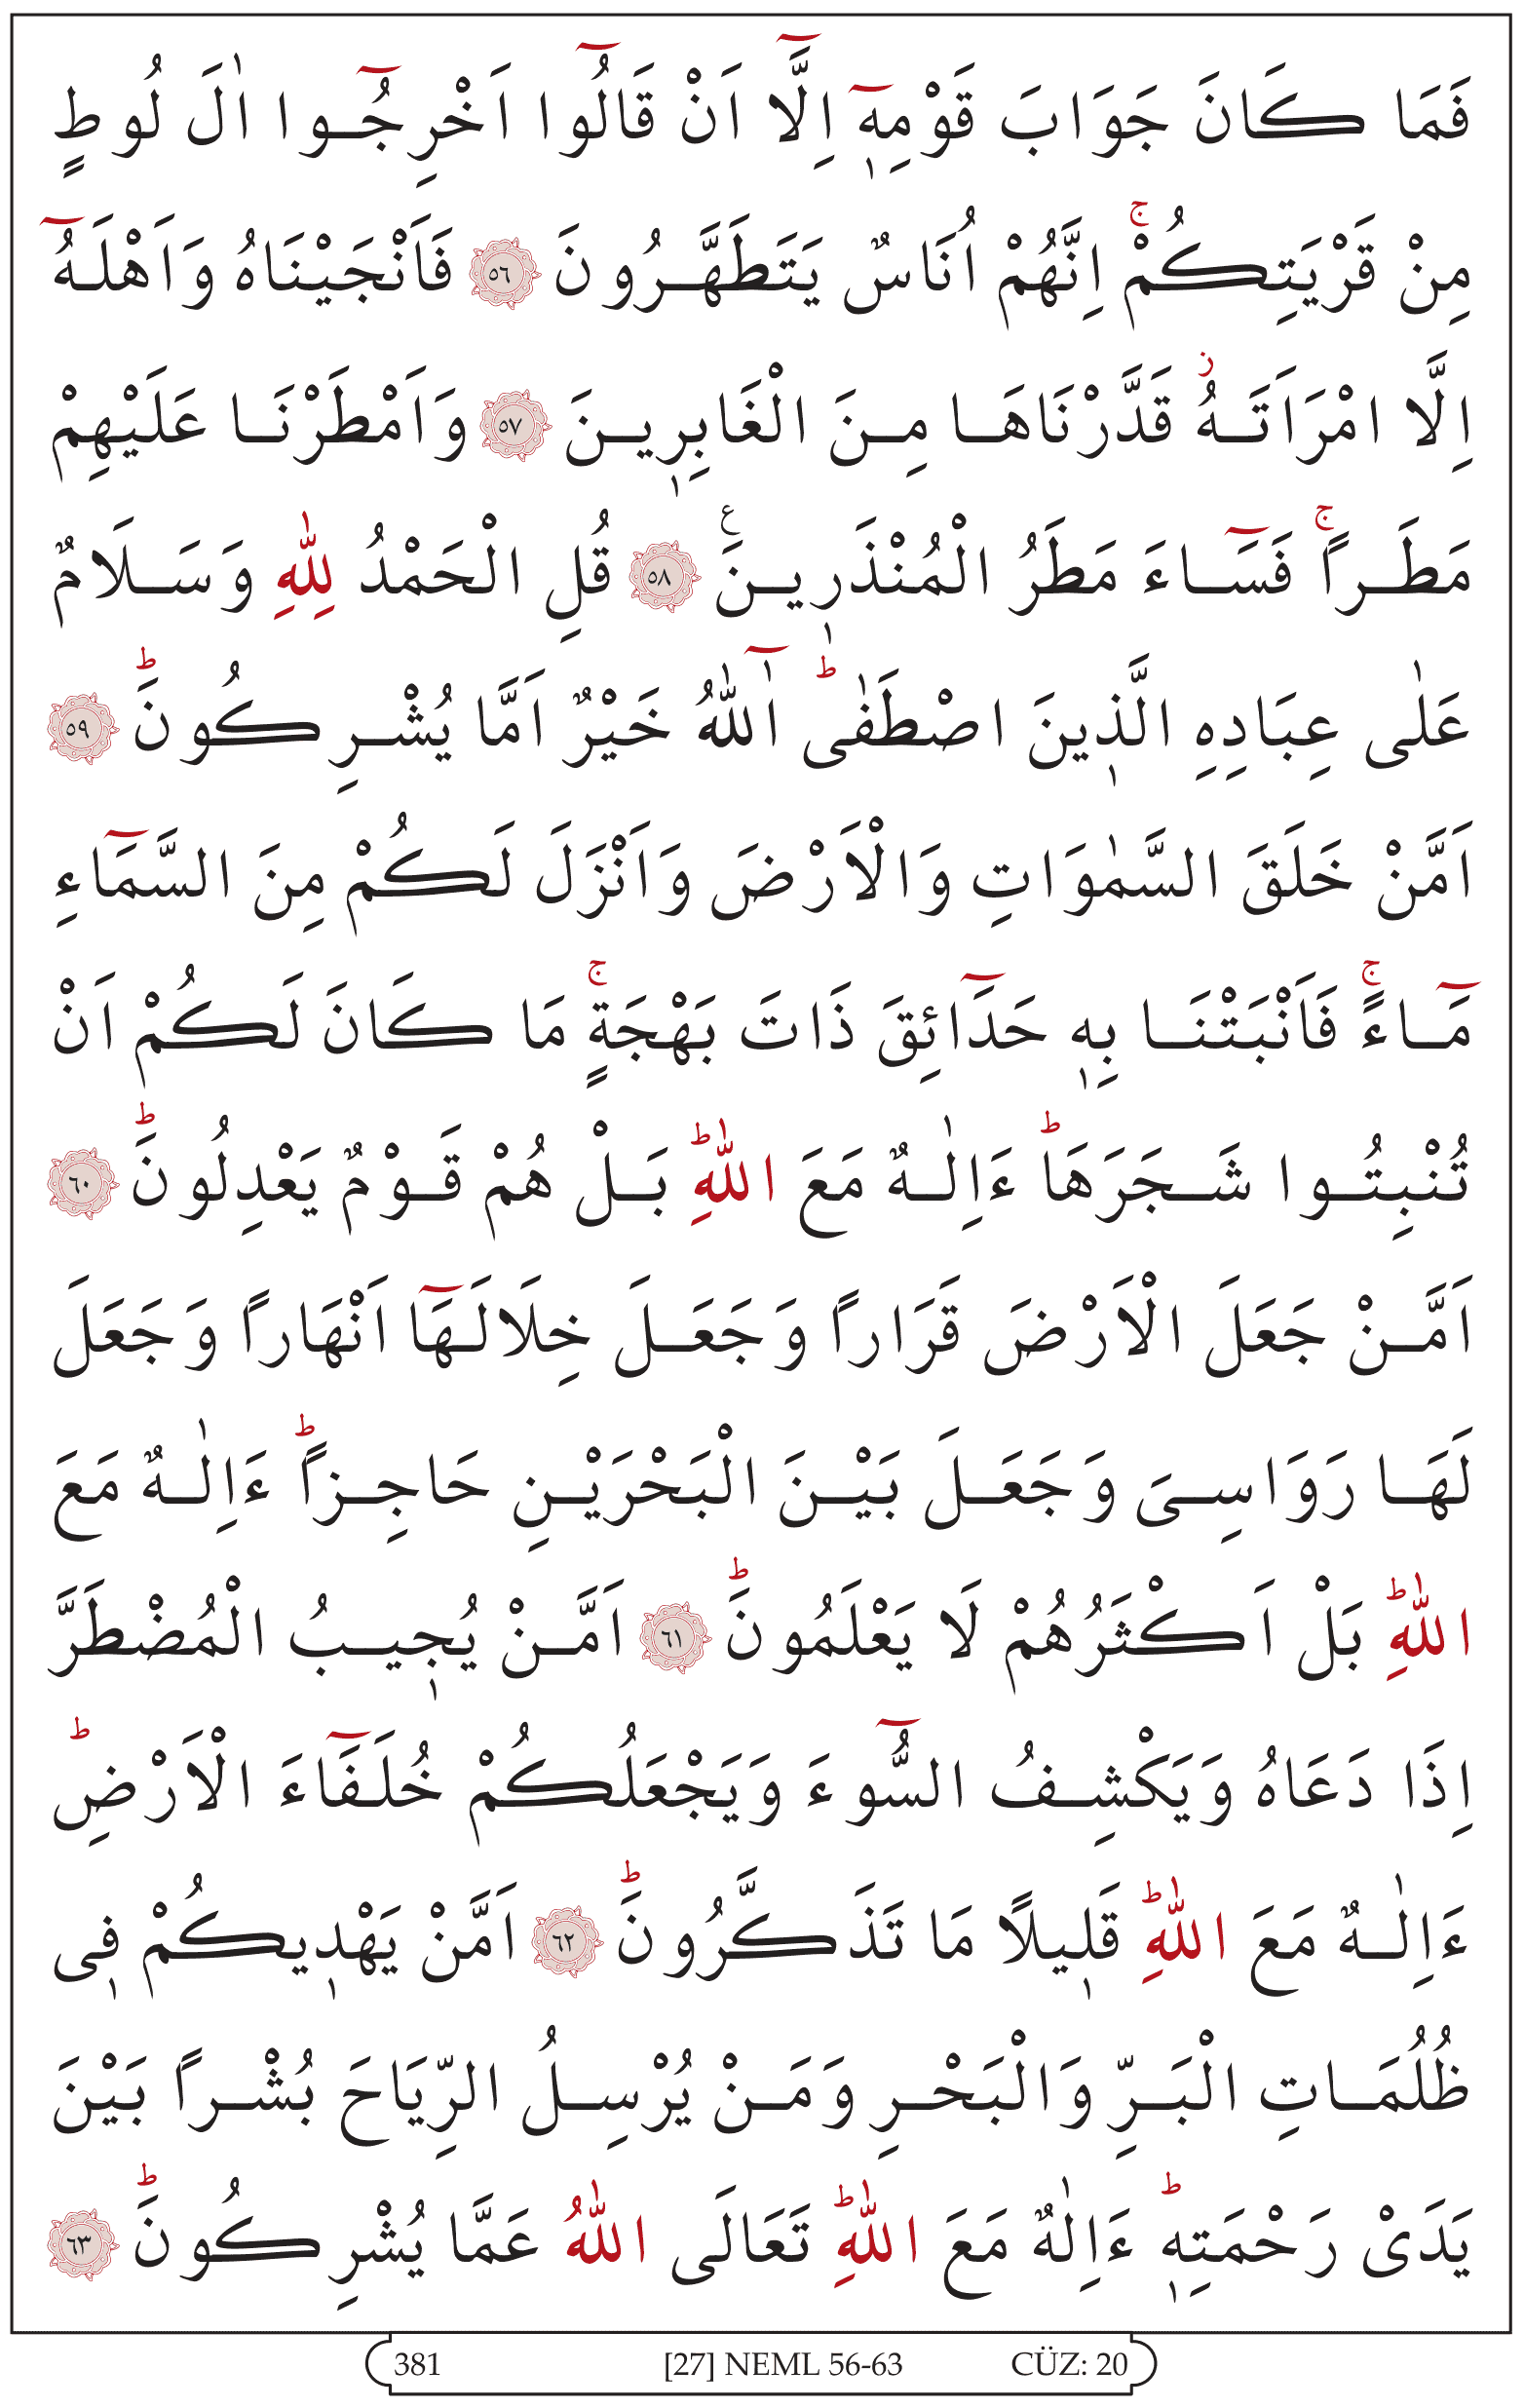 فَمَا كَانَ جَوَابَ قَوْمِه۪ٓ اِلَّٓا اَنْ قَالُٓوا اَخْرِجُٓوا اٰلَ لُوطٍ
مِنْ قَرْيَتِكُمْۚ اِنَّهُمْ اُنَاسٌ يَتَطَهَّرُونَ ﴿٥٦﴾ فَاَنْجَيْنَاهُ وَاَهْلَهُٓ
اِلَّا امْرَاَتَهُۘ قَدَّرْنَاهَا مِنَ الْغَابِر۪ينَ ﴿٥٧﴾ وَاَمْطَرْنَا عَلَيْهِمْ
مَطَراًۚ فَسَٓاءَ مَطَرُ الْمُنْذَر۪ينَ۟ ﴿٥٨﴾ قُلِ الْحَمْدُ لِلّٰهِ وَسَلَامٌ
عَلٰى عِبَادِهِ الَّذ۪ينَ اصْطَفٰىۜ آٰللّٰهُ خَيْرٌ اَمَّا يُشْرِكُونَۜ ﴿٥٩﴾
اَمَّنْ خَلَقَ السَّمٰوَاتِ وَالْاَرْضَ وَاَنْزَلَ لَكُمْ مِنَ السَّمَٓاءِ
مَٓاءًۚ فَاَنْبَتْنَا بِه۪ حَدَٓائِقَ ذَاتَ بَهْجَةٍۚ مَا كَانَ لَكُمْ اَنْ
تُنْبِتُوا شَجَرَهَاۜ ءَاِلٰهٌ مَعَ اللّٰهِۜ بَلْ هُمْ قَوْمٌ يَعْدِلُونَۜ ﴿٦٠﴾
اَمَّنْ جَعَلَ الْاَرْضَ قَرَاراً وَجَعَلَ خِلَالَهَٓا اَنْهَاراً وَجَعَلَ
لَهَا رَوَاسِىَ وَجَعَلَ بَيْنَ الْبَحْرَيْنِ حَاجِزاًۜ ءَاِلٰهٌ مَعَ
اللّٰهِۜ بَلْ اَكْثَرُهُمْ لَا يَعْلَمُونَۜ ﴿٦١﴾ اَمَّنْ يُج۪يبُ الْمُضْطَرَّ
اِذَا دَعَاهُ وَيَكْشِفُ السُّٓوءَ وَيَجْعَلُكُمْ خُلَفَٓاءَ الْاَرْضِۜ
ءَاِلٰهٌ مَعَ اللّٰهِۜ قَل۪يلًا مَا تَذَكَّرُونَۜ ﴿٦٢﴾ اَمَّنْ يَهْد۪يكُمْ ف۪ى
ظُلُمَاتِ الْبَرِّ وَالْبَحْرِ وَمَنْ يُرْسِلُ الرِّيَاحَ بُشْراً بَيْنَ
يَدَىْ رَحْمَتِه۪ۜ ءَاِلٰهٌ مَعَ اللّٰهِۜ تَعَالَى اللّٰهُ عَمَّا يُشْرِكُونَۜ ﴿٦٣﴾
381 [27] NEML 56-63 CÜZ: 20